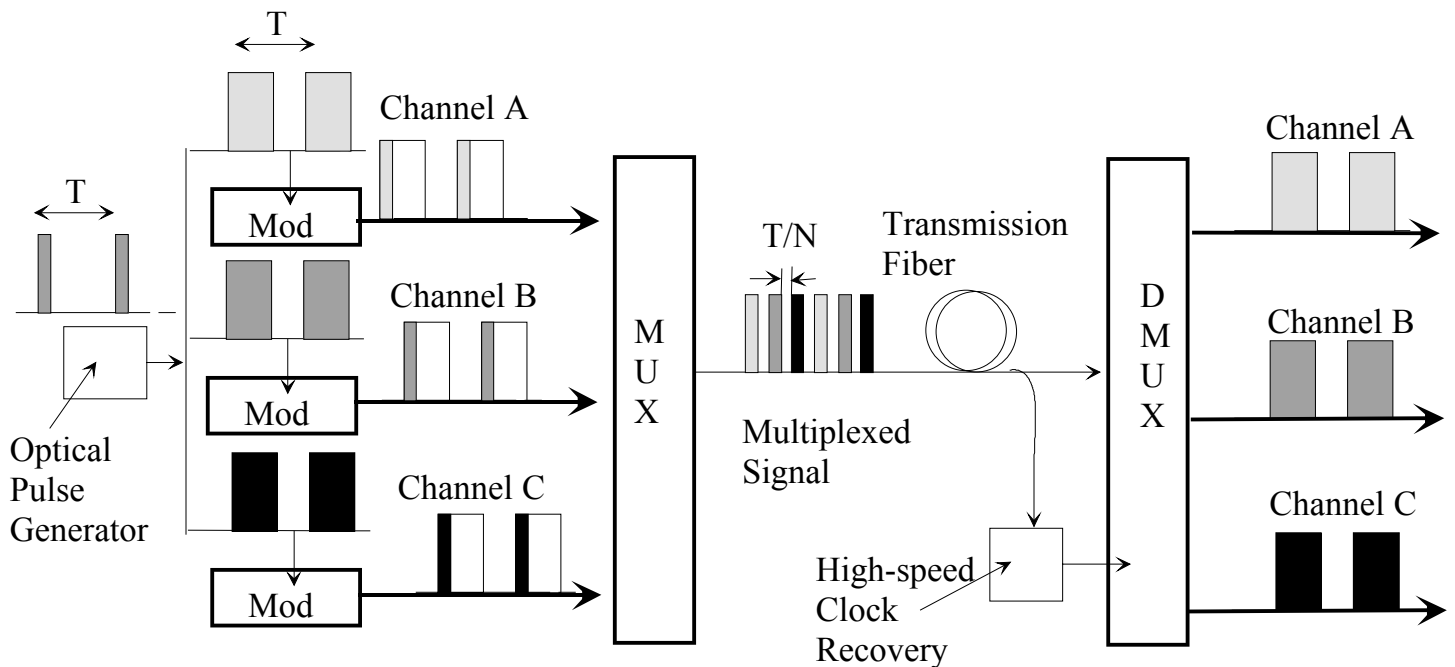 T
Channel A
Mod
T
Channel B
Mod
Optical
Pulse
Generator
Channel C
Mod
M
U
X
T/N
Transmission
Fiber
Multiplexed
Signal
High-speed
Clock
Recovery
D
M
U
X
Channel A
Channel B
Channel C